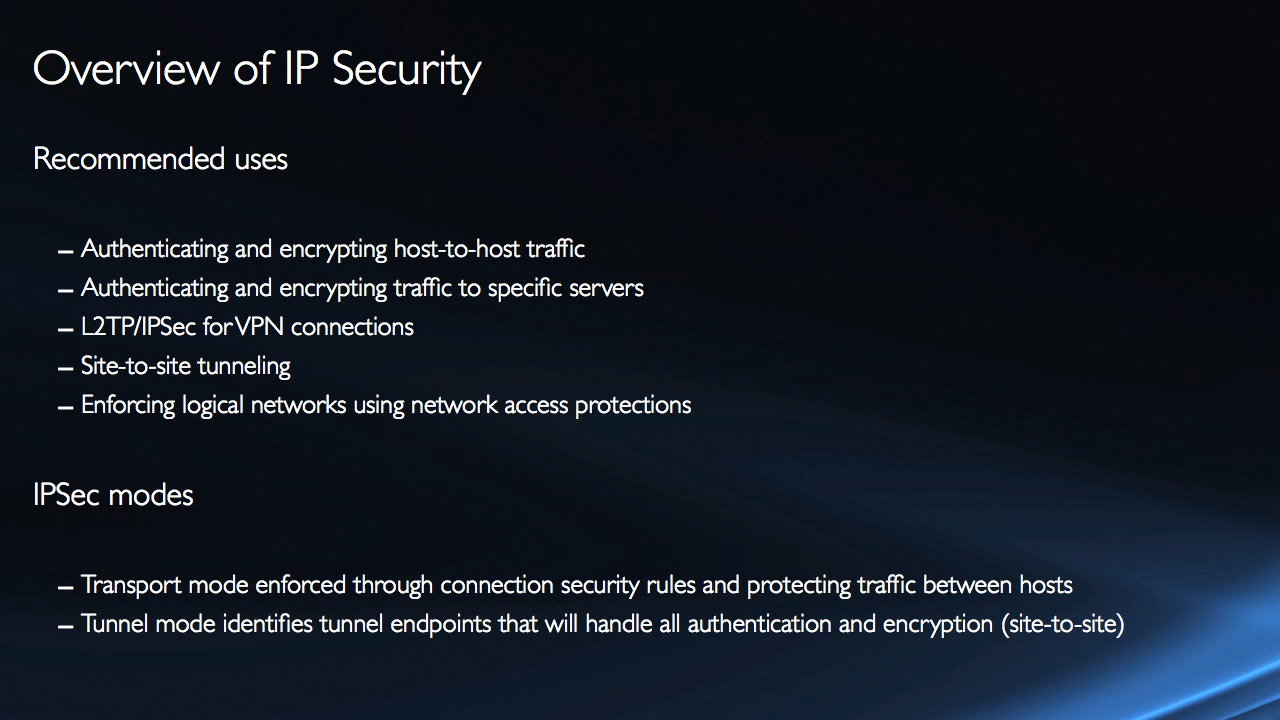 Overview of IP Security
Recommended uses
– Authenticating and encrypting host-to-host traffic
– Authenticating and encrypting traffic to specific servers
– L2TP/IPSec for VPN connections
– Site-to-site tunneling
– Enforcing logical networks using network access protections
IPSec modes
– Transport mode enforced through connection security rules and protecting traffic between hosts
– Tunnel mode identifies tunnel endpoints that will handle all authentication and encryption (site-to-site)